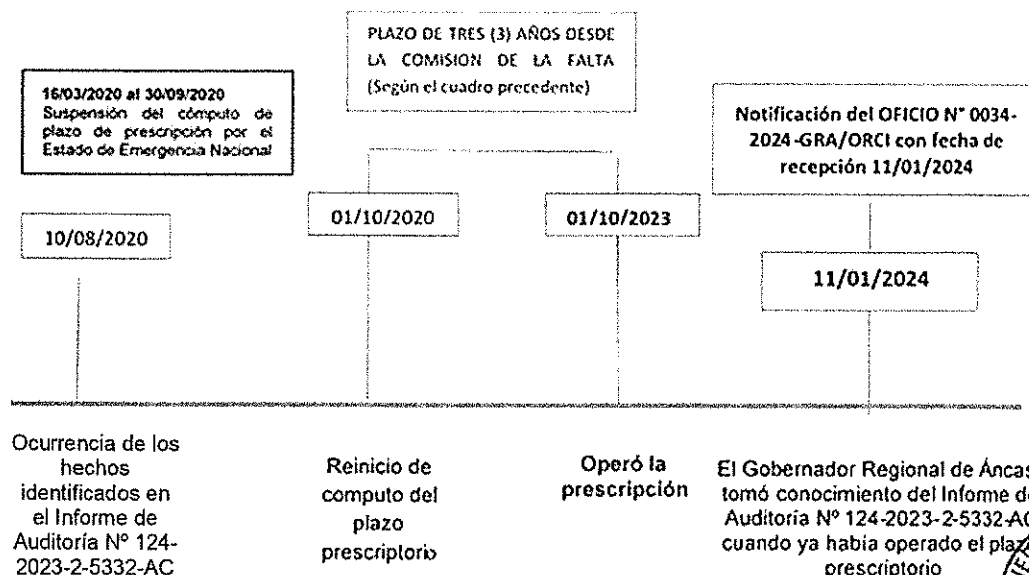 PLAZO DE TRES (3) AÑOS DESDE
LA COMISION DE LA FALTA
(Según el cuadro precedente)
16/03/2020 al 30/09/2020
Suspensión del cómputo de
plazo de prescripción por el
Estado de Emergencia Nacional
Notificación del OFICIO N° 0034-
2024-GRA/ORCI con fecha de
recepción 11/01/2024
10/08/2020
01/10/2020
01/10/2023
11/01/2024
Ocurrencia de los
hechos
identificados en
el Informe de
Auditoría Nº 124-
2023-2-5332-AC
Reinicio de
computo del
plazo
prescriptorio
Operó la
prescripción
El Gobernador Regional de Áncas
tomó conocimiento del Informe de
Auditoría Nº 124-2023-2-5332-AC
cuando ya había operado el plazo
prescriptorio